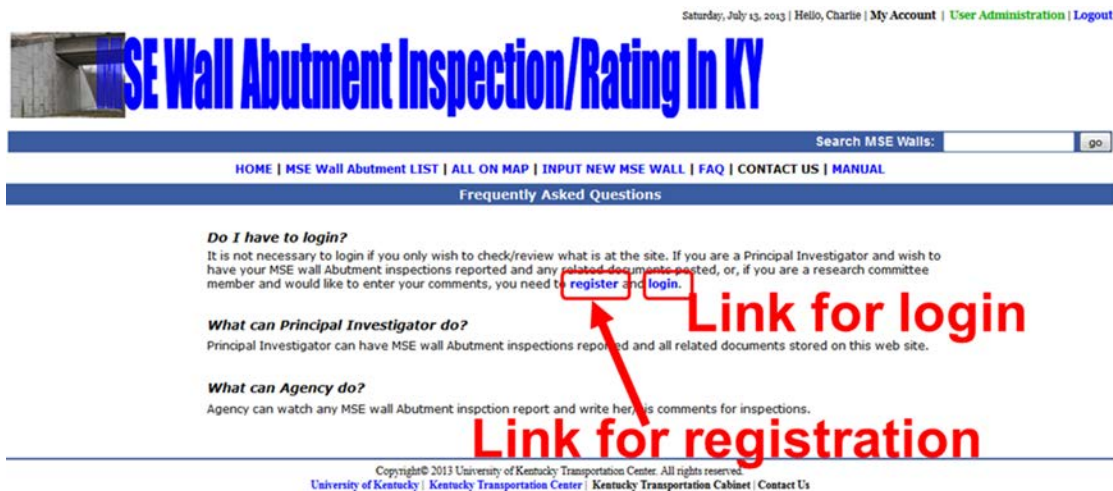 Saturday, July 13, 2013 | Hello, Charlie | My Account | User Administration | Logout
MSE Wall Abutment Inspection/Rating In KY
Search MSE Walls: go
HOME | MSE Wall Abutment LIST | ALL ON MAP | INPUT NEW MSE WALL | FAQ | CONTACT US | MANUAL
Frequently Asked Questions
Do I have to login?
It is not necessary to login if you only wish to check/review what is at the site. If you are a Principal Investigator and wish to
have your MSE wall Abutment inspections reported and any related documents posted, or, if you are a research committee
member and would like to enter your comments, you need to register and login.
Link for login
What can Principal Investigator do?
Principal Investigator can have MSE wall Abutment inspections reported and all related documents stored on this web site.
What can Agency do?
Agency can watch any MSE wall Abutment inspction report and write her/his comments for inspections.
Link for registration
Copyright© 2013 University of Kentucky Transportation Center. All rights reserved.
University of Kentucky | Kentucky Transportation Center | Kentucky Transportation Cabinet | Contact Us